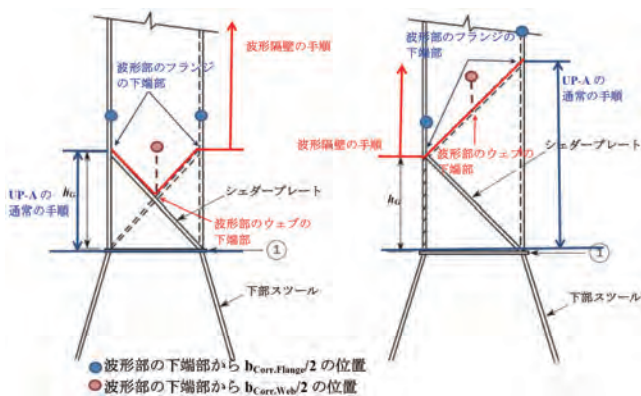 波形隔壁の手順
波形部のフランジ
の下端部
UP-A の
通常の手順
hG
シェダープレート
波形部のウェブの
下端部
①
下部スツール
波形部のフランジの
下端部
UP-A の
通常の手順
波形隔壁の手順
波形部のウェブの
下端部
シェダープレート
hG
①
下部スツール
波形部の下端部から bCorr.Flange/2 の位置
波形部の下端部から bCorr.Web/2 の位置